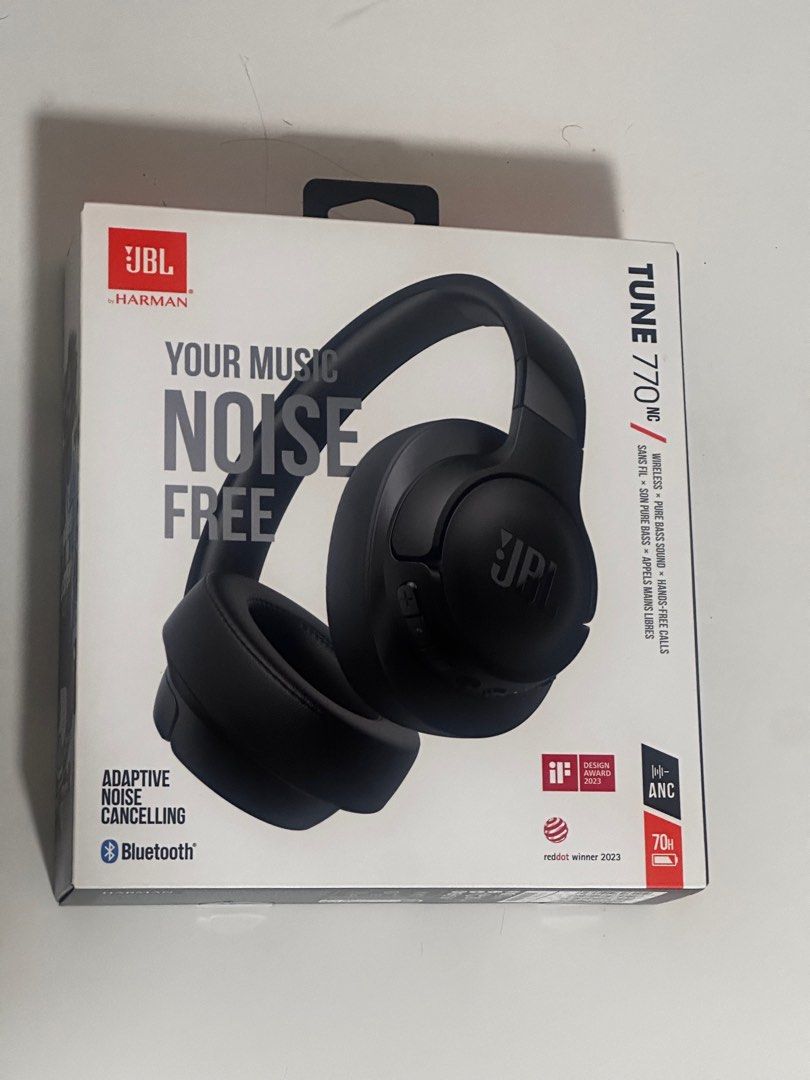 JBL
by HARMAN
YOUR MUSIC
NOISE
FREE
TUNE 770NC
WIRELESS × PURE BASS SOUND × HANDS-FREE CALLS
SANS FIL × SON PURE BASS × APPELS MAINS LIBRES
JBL
ADAPTIVE
NOISE
CANCELLING
Bluetooth®
iF
DESIGN
AWARD
2023
reddot winner 2023
ANC
70H
HARMAN